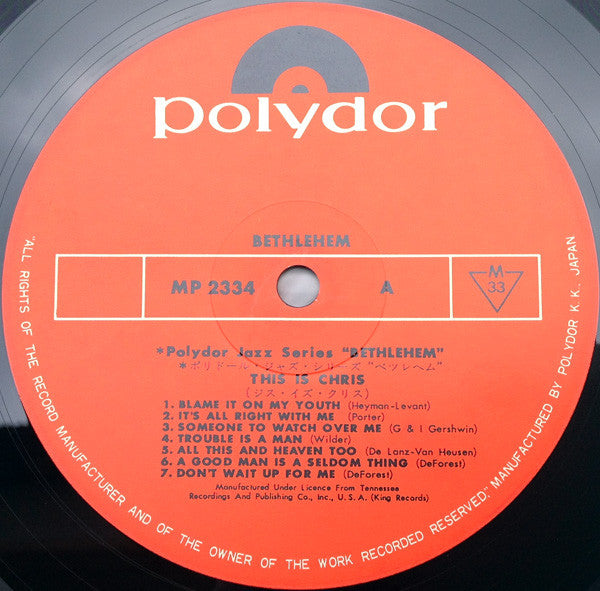 polydor
BETHLEHEM
MP 2334
A
M
33
*Polydor Jazz Series "BETHLEHEM"
*ポリドール・ジャズ・シリーズ "ベツレヘム"
THIS IS CHRIS
(ジス・イズ・クリス)
1. BLAME IT ON MY YOUTH (Heyman-Levant)
2. IT'S ALL RIGHT WITH ME (Porter)
3. SOMEONE TO WATCH OVER ME (G & I Gershwin)
4. TROUBLE IS A MAN (Wilder)
5. ALL THIS AND HEAVEN TOO (De Lanz-Van Heusen)
6. A GOOD MAN IS A SELDOM THING (DeForest)
7. DON'T WAIT UP FOR ME (DeForest)
Manufactured Under Licence From Tennessee
Recordings And Publishing Co., Inc., U.S.A. (King Records)
"ALL RIGHTS OF THE RECORD MANUFACTURER AND OF THE OWNER OF THE WORK RECORDED RESERVED." MANUFACTURED BY POLYDOR K.K. JAPAN